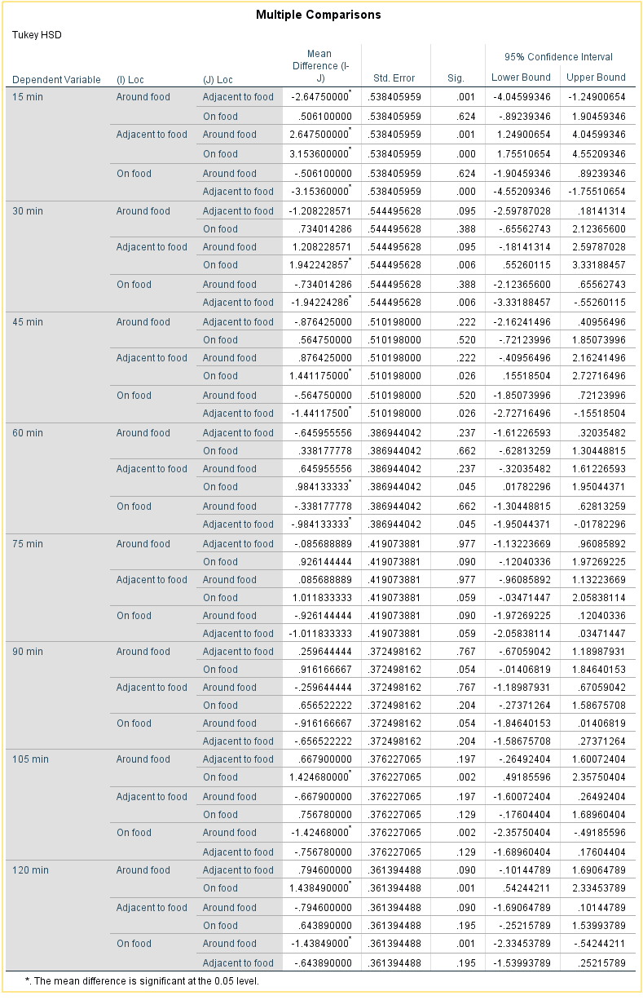 Multiple Comparisons
Tukey HSD
Dependent Variable (I) Loc (J) Loc Mean Difference (I-J) Std. Error Sig. 95% Confidence Interval Lower Bound Upper Bound
15 min Around food Adjacent to food -2.64750000* .538405959 .001 -4.04599346 -1.24900654
On food .506100000 .538405959 .624 -.89239346 1.90459346
Adjacent to food Around food 2.647500000* .538405959 .001 1.24900654 4.04599346
On food 3.153600000* .538405959 .000 1.75510654 4.55209346
On food Around food -.506100000 .538405959 .624 -1.90459346 .89239346
Adjacent to food -3.15360000* .538405959 .000 -4.55209346 -1.75510654
30 min Around food Adjacent to food -1.208228571 .544495628 .095 -2.59787028 .18141314
On food .734014286 .544495628 .388 -.65562743 2.12365600
Adjacent to food Around food 1.208228571 .544495628 .095 -.18141314 2.59787028
On food 1.942242857* .544495628 .006 .55260115 3.33188457
On food Around food -.734014286 .544495628 .388 -2.12365600 .65562743
Adjacent to food -1.94224286* .544495628 .006 -3.33188457 -.55260115
45 min Around food Adjacent to food -.876425000 .510198000 .222 -2.16241496 .40956496
On food .564750000 .510198000 .520 -.72123996 1.85073996
Adjacent to food Around food .876425000 .510198000 .222 -.40956496 2.16241496
On food 1.441175000* .510198000 .026 .15518504 2.72716496
On food Around food -.564750000 .510198000 .520 -1.85073996 .72123996
Adjacent to food -1.44117500* .510198000 .026 -2.72716496 -.15518504
60 min Around food Adjacent to food -.645955556 .386944042 .237 -1.61226593 .32035482
On food .338177778 .386944042 .662 -.62813259 1.30448815
Adjacent to food Around food .645955556 .386944042 .237 -.32035482 1.61226593
On food .984133333* .386944042 .045 .01782296 1.95044371
On food Around food -.338177778 .386944042 .662 -1.30448815 .62813259
Adjacent to food -.984133333* .386944042 .045 -1.95044371 -.01782296
75 min Around food Adjacent to food -.085688889 .419073881 .977 -1.13223669 .96085892
On food .926144444 .419073881 .090 -.12040336 1.97269225
Adjacent to food Around food .085688889 .419073881 .977 -.96085892 1.13223669
On food 1.011833333 .419073881 .059 -.03471447 2.05838114
On food Around food -.926144444 .419073881 .090 -1.97269225 .12040336
Adjacent to food -1.011833333 .419073881 .059 -2.05838114 .03471447
90 min Around food Adjacent to food .259644444 .372498162 .767 -.67059042 1.18987931
On food .916166667 .372498162 .054 -.01406819 1.84640153
Adjacent to food Around food -.259644444 .372498162 .767 -1.18987931 .67059042
On food .656522222 .372498162 .204 -.27371264 1.58675708
On food Around food -.916166667 .372498162 .054 -1.84640153 .01406819
Adjacent to food -.656522222 .372498162 .204 -1.58675708 .27371264
105 min Around food Adjacent to food .667900000 .376227065 .197 -.26492404 1.60072404
On food 1.424680000* .376227065 .002 .49185596 2.35750404
Adjacent to food Around food -.667900000 .376227065 .197 -1.60072404 .26492404
On food .756780000 .376227065 .129 -.17604404 1.68960404
On food Around food -1.42468000* .376227065 .002 -2.35750404 -.49185596
Adjacent to food -.756780000 .376227065 .129 -1.68960404 .17604404
120 min Around food Adjacent to food .794600000 .361394488 .090 -.10144789 1.69064789
On food 1.438490000* .361394488 .001 .54244211 2.33453789
Adjacent to food Around food -.794600000 .361394488 .090 -1.69064789 .10144789
On food .643890000 .361394488 .195 -.25215789 1.53993789
On food Around food -1.43849000* .361394488 .001 -2.33453789 -.54244211
Adjacent to food -.643890000 .361394488 .195 -1.53993789 .25215789
*. The mean difference is significant at the 0.05 level.